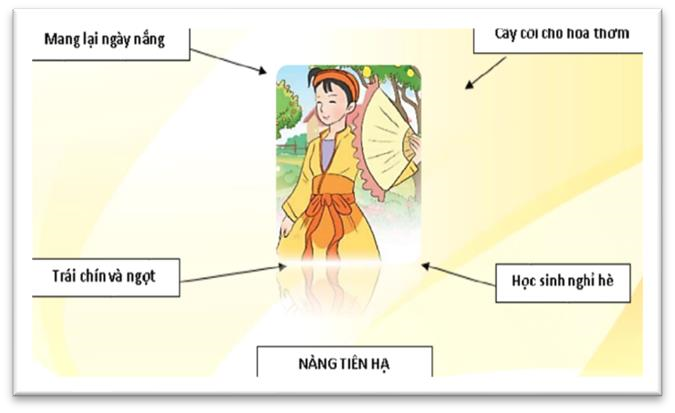 Mang lại ngày nắng
Cây cối cho hoa thơm
Trái chín và ngọt
Học sinh nghỉ hè
NÀNG TIÊN HẠ